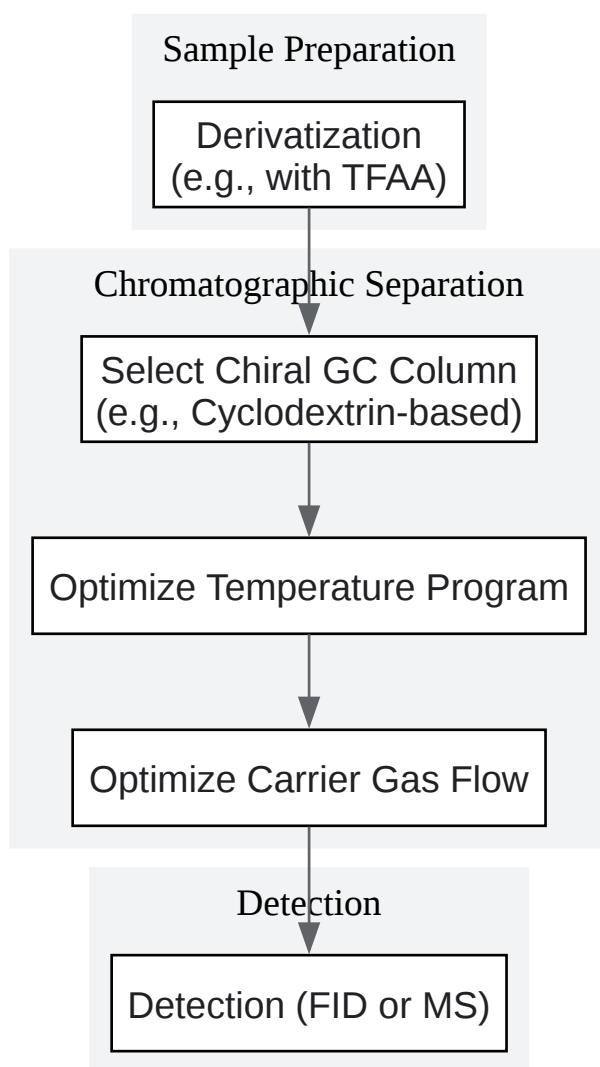 Sample Preparation
Derivatization
(e.g., with TFAA)
Chromatographic Separation
Select Chiral GC Column
(e.g., Cyclodextrin-based)
Optimize Temperature Program
Optimize Carrier Gas Flow
Detection
Detection (FID or MS)